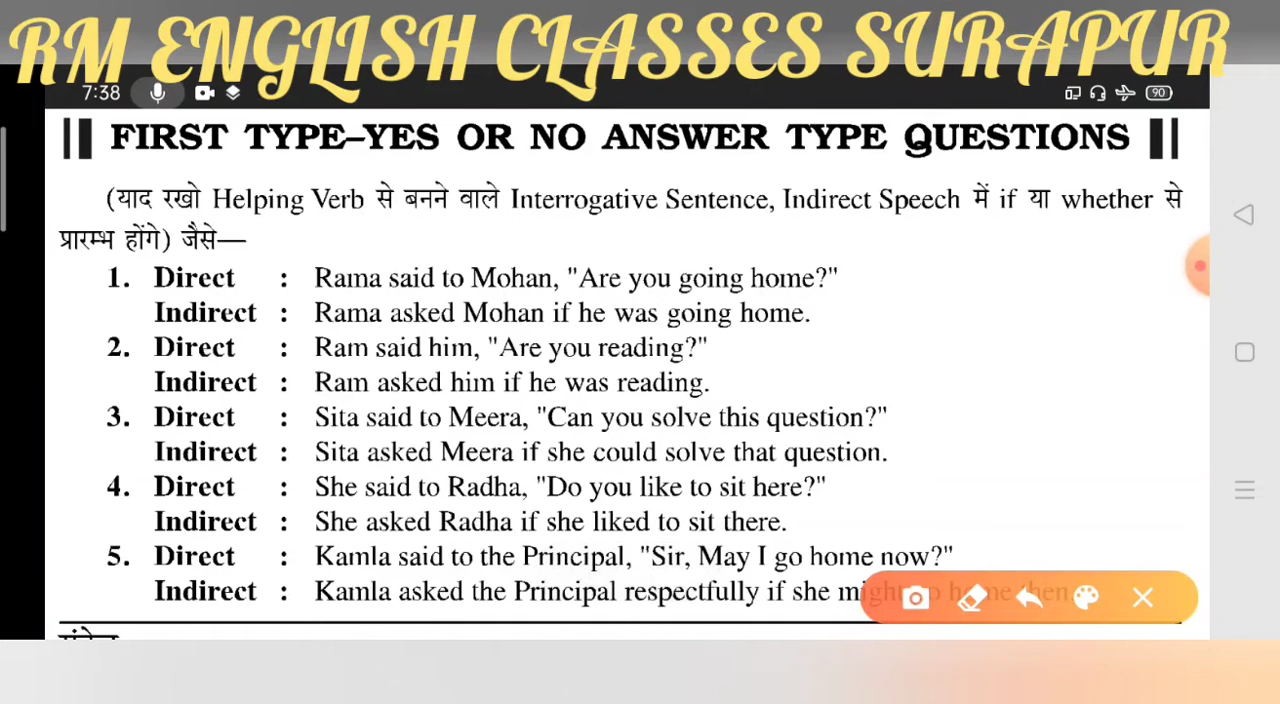 RM ENGLISH CLASSES SURAPUR
7:38
90
FIRST TYPE–YES OR NO ANSWER TYPE QUESTIONS
(याद रखो Helping Verb से बनने वाले Interrogative Sentence, Indirect Speech में if या whether से
प्रारम्भ होंगे) जैसे—
1. Direct : Rama said to Mohan, "Are you going home?"
Indirect : Rama asked Mohan if he was going home.
2. Direct : Ram said him, "Are you reading?"
Indirect : Ram asked him if he was reading.
3. Direct : Sita said to Meera, "Can you solve this question?"
Indirect : Sita asked Meera if she could solve that question.
4. Direct : She said to Radha, "Do you like to sit here?"
Indirect : She asked Radha if she liked to sit there.
5. Direct : Kamla said to the Principal, "Sir, May I go home now?"
Indirect : Kamla asked the Principal respectfully if she might go home then.